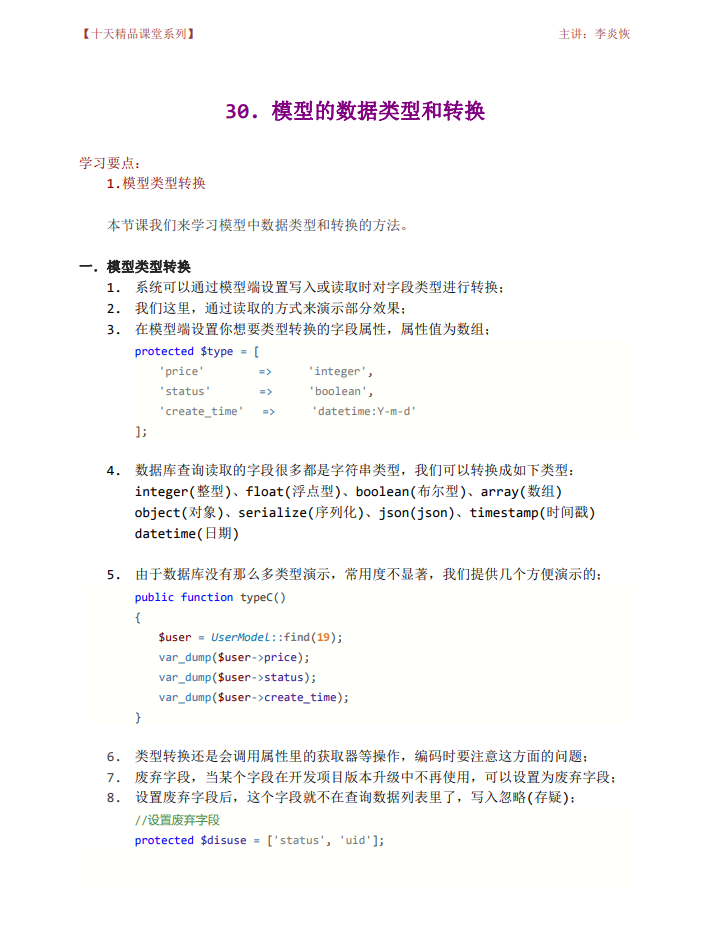 【十天精品课堂系列】 主讲：李炎恢
30．模型的数据类型和转换
学习要点：
1.模型类型转换
本节课我们来学习模型中数据类型和转换的方法。
一．模型类型转换
1. 系统可以通过模型端设置写入或读取时对字段类型进行转换；
2. 我们这里，通过读取的方式来演示部分效果；
3. 在模型端设置你想要类型转换的字段属性，属性值为数组；
protected $type = [
'price' => 'integer',
'status' => 'boolean',
'create_time' => 'datetime:Y-m-d'
];
4. 数据库查询读取的字段很多都是字符串类型，我们可以转换成如下类型：
integer(整型)、float(浮点型)、boolean(布尔型)、array(数组)
object(对象)、serialize(序列化)、json(json)、timestamp(时间戳)
datetime(日期)
5. 由于数据库没有那么多类型演示，常用度不显著，我们提供几个方便演示的；
public function typeC()
{
$user = UserModel::find(19);
var_dump($user->price);
var_dump($user->status);
var_dump($user->create_time);
}
6. 类型转换还是会调用属性里的获取器等操作，编码时要注意这方面的问题；
7. 废弃字段，当某个字段在开发项目版本升级中不再使用，可以设置为废弃字段；
8. 设置废弃字段后，这个字段就不在查询数据列表里了，写入忽略(存疑)；
//设置废弃字段
protected $disuse = ['status', 'uid'];